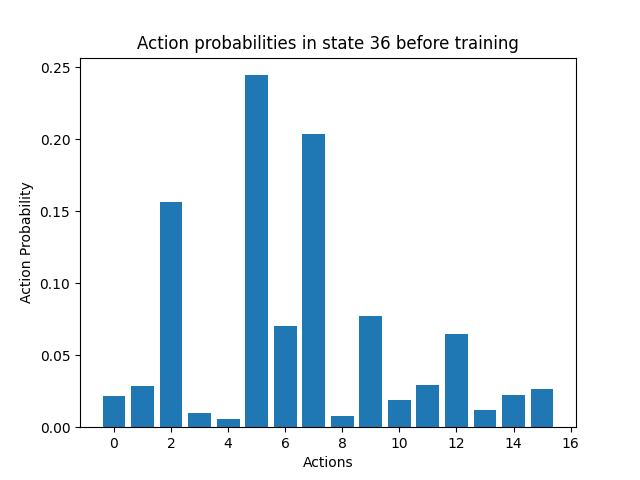 Action probabilities in state 36 before training
0.25
0.20
0.15
0.10
0.05
0.00
Action Probability
0 2 4 6 8 10 12 14 16
Actions